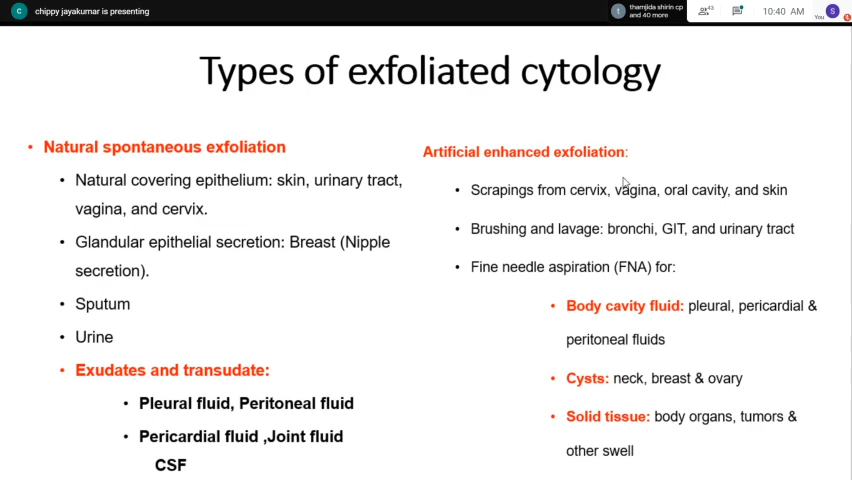 c chippy jayakumar is presenting
t thamjida shirin cp
and 40 more
43
10:40 AM
You
S
Types of exfoliated cytology
• Natural spontaneous exfoliation
• Natural covering epithelium: skin, urinary tract,
vagina, and cervix.
• Glandular epithelial secretion: Breast (Nipple
secretion).
• Sputum
• Urine
• Exudates and transudate:
• Pleural fluid, Peritoneal fluid
• Pericardial fluid ,Joint fluid
CSF
Artificial enhanced exfoliation:
• Scrapings from cervix, vagina, oral cavity, and skin
• Brushing and lavage: bronchi, GIT, and urinary tract
• Fine needle aspiration (FNA) for:
• Body cavity fluid: pleural, pericardial &
peritoneal fluids
• Cysts: neck, breast & ovary
• Solid tissue: body organs, tumors &
other swell